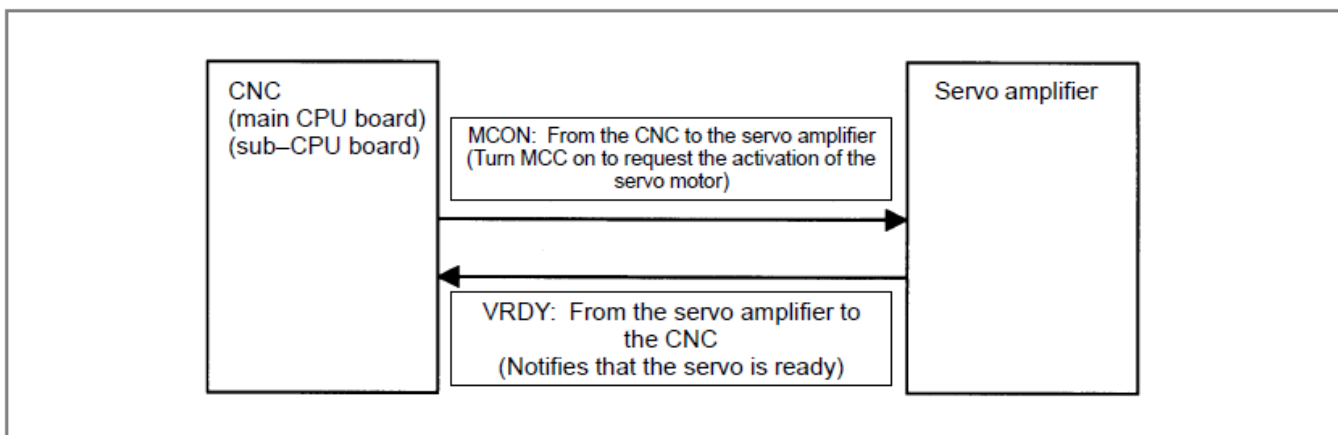 CNC
(main CPU board)
(sub–CPU board)
MCON: From the CNC to the servo amplifier
(Turn MCC on to request the activation of the
servo motor)
VRDY: From the servo amplifier to
the CNC
(Notifies that the servo is ready)
Servo amplifier